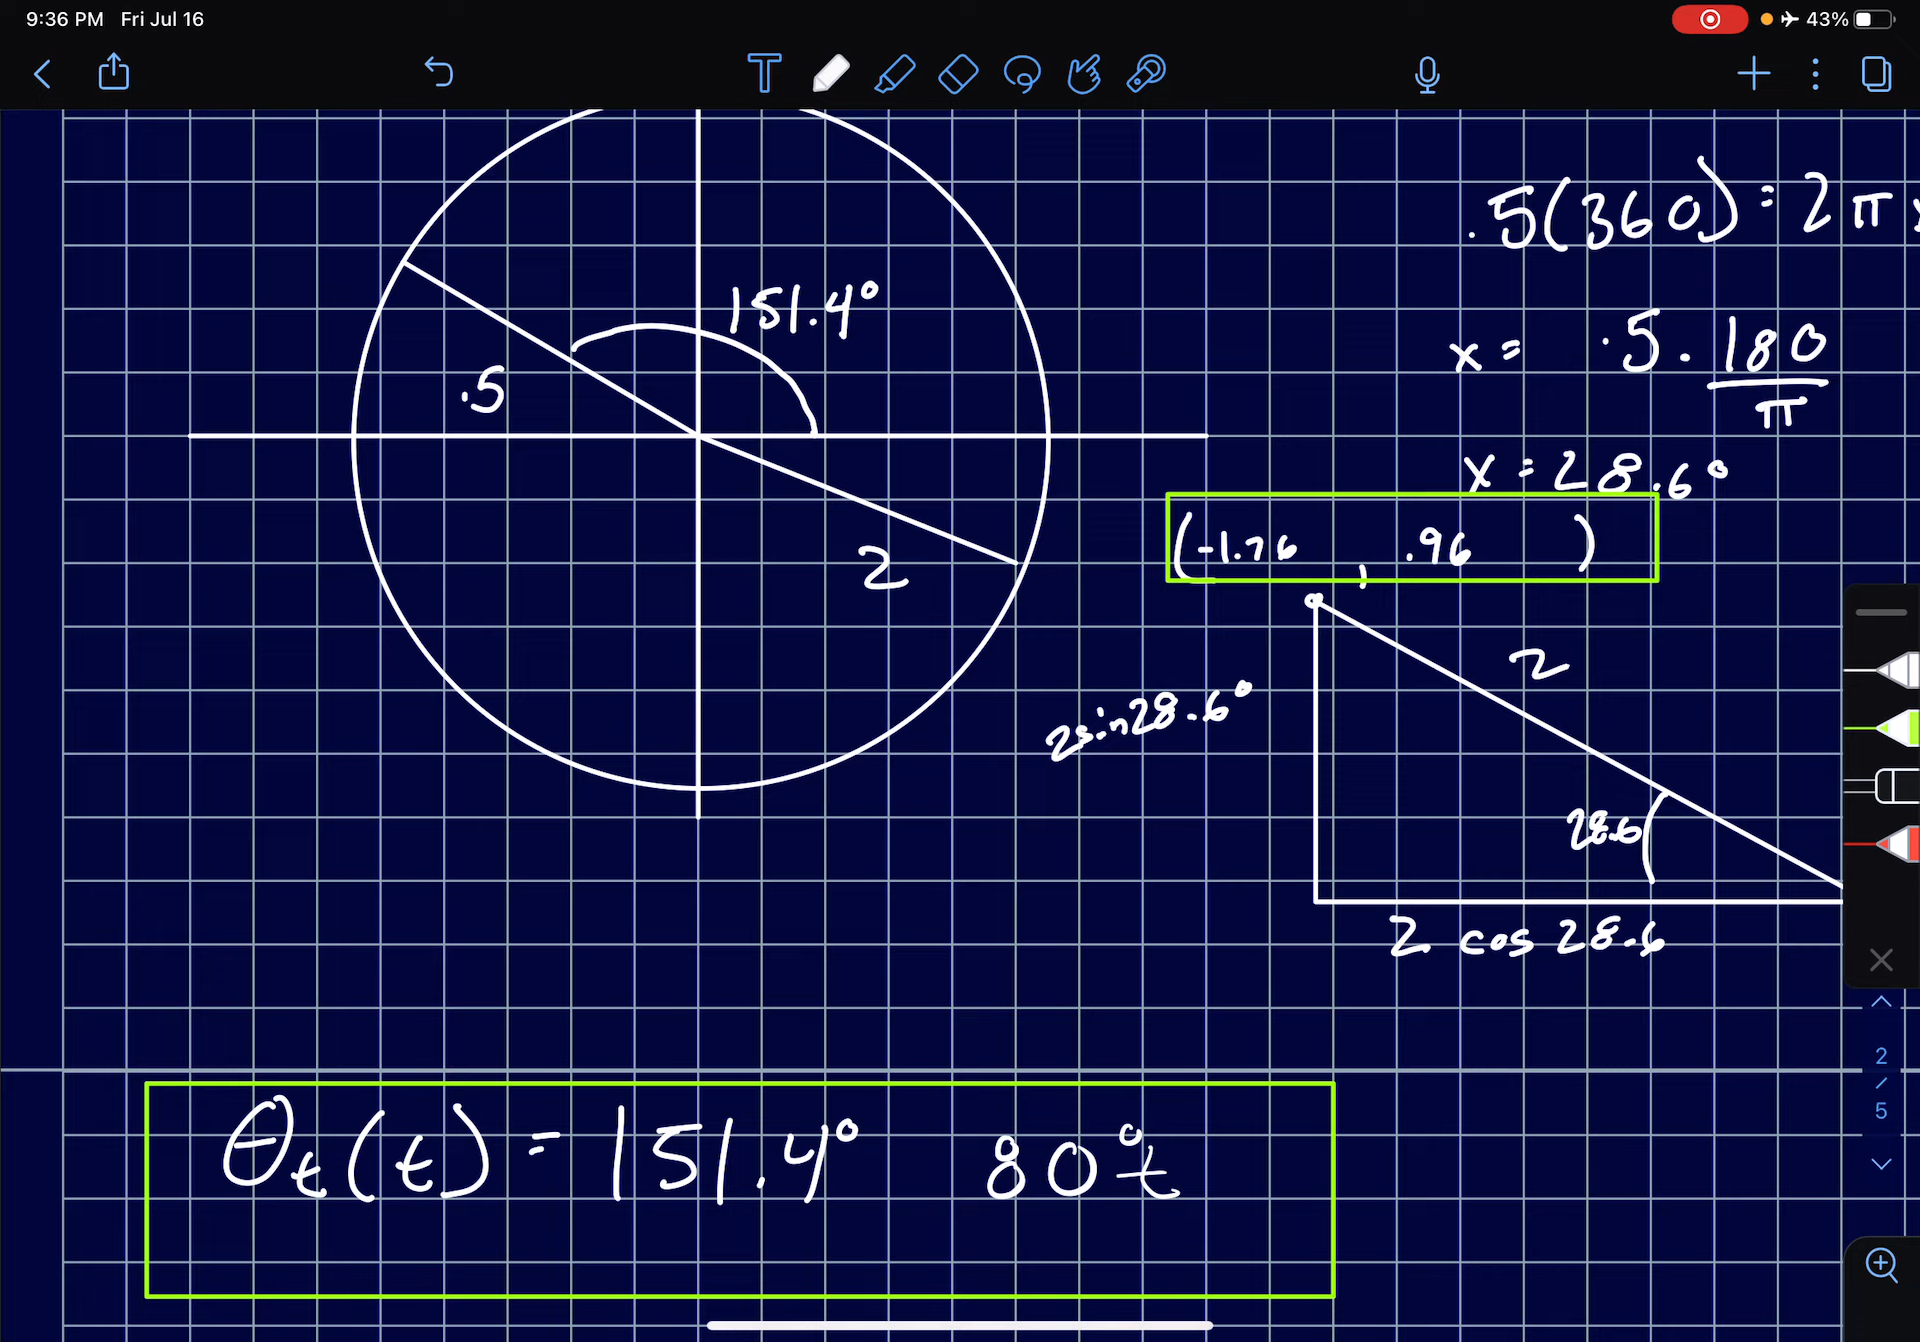 9:36 PM Fri Jul 16
43%
T
.5(360) = 2π
151.4°
x = .5 . 180
π
.5
x = 28.6°
(-1.76 , .96 )
2
2
2sin28.6°
28.6
2 cos 28.6
2
/
5
θt(t) = 151.4° 80°t